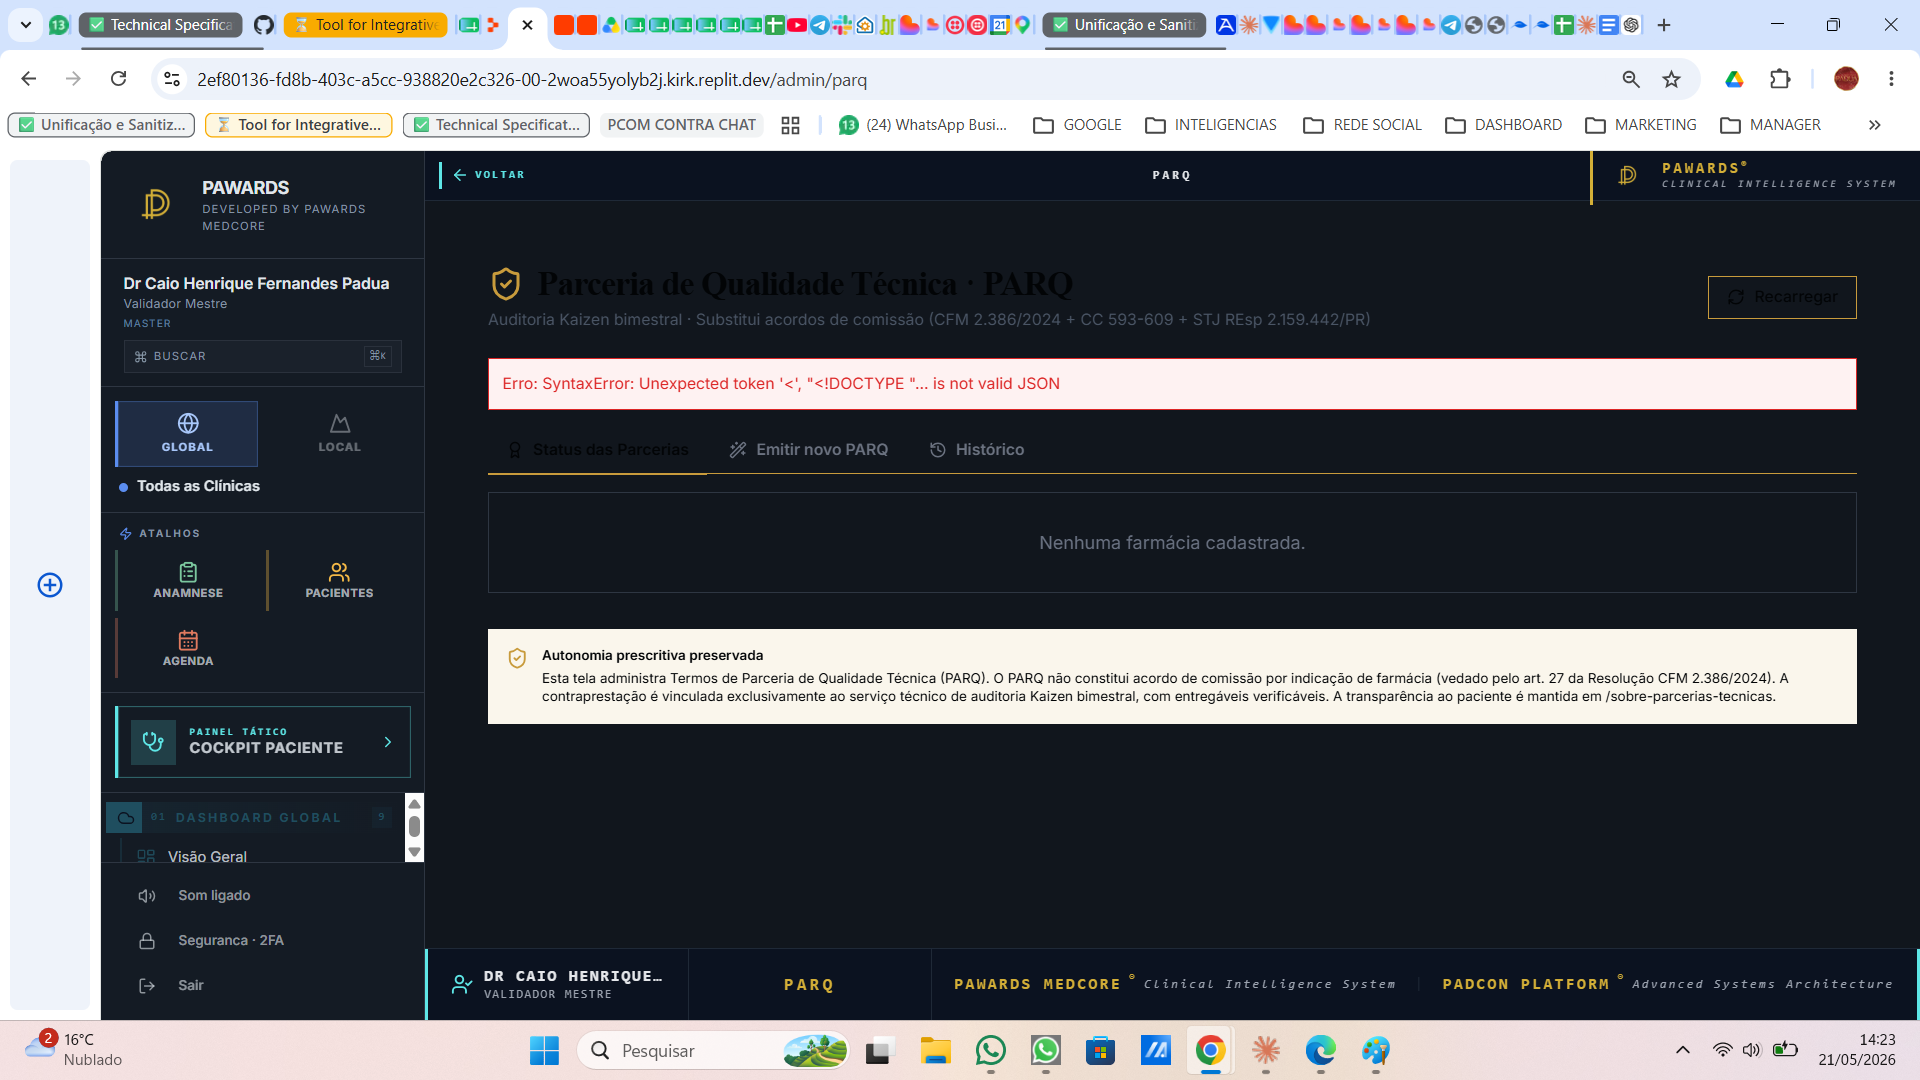 13
Technical Specifica
Tool for Integrative
21
Unificação e Saniti
2ef80136-fd8b-403c-a5cc-938820e2c326-00-2woa55yolyb2j.kirk.replit.dev/admin/parq
Unificação e Sanitiz...
Tool for Integrative...
Technical Specificat...
PCOM CONTRA CHAT
13
(24) WhatsApp Busi...
GOOGLE
INTELIGENCIAS
REDE SOCIAL
DASHBOARD
MARKETING
MANAGER
»
PAWARDS
DEVELOPED BY PAWARDS
MEDCORE
VOLTAR
PARQ
PAWARDS®
CLINICAL INTELLIGENCE SYSTEM
Dr Caio Henrique Fernandes Padua
Validador Mestre
MASTER
⌘ BUSCAR
⌘K
GLOBAL
LOCAL
Todas as Clínicas
ATALHOS
ANAMNESE
PACIENTES
AGENDA
PAINEL TÁTICO
COCKPIT PACIENTE
01 DASHBOARD GLOBAL 9
Visão Geral
Som ligado
Seguranca · 2FA
Sair
Parceria de Qualidade Técnica · PARQ
Auditoria Kaizen bimestral · Substitui acordos de comissão (CFM 2.386/2024 + CC 593-609 + STJ REsp 2.159.442/PR)
Recarregar
Erro: SyntaxError: Unexpected token '<', "<!DOCTYPE "... is not valid JSON
Status das Parcerias
Emitir novo PARQ
Histórico
Nenhuma farmácia cadastrada.
Autonomia prescritiva preservada
Esta tela administra Termos de Parceria de Qualidade Técnica (PARQ). O PARQ não constitui acordo de comissão por indicação de farmácia (vedado pelo art. 27 da Resolução CFM 2.386/2024). A
contraprestação é vinculada exclusivamente ao serviço técnico de auditoria Kaizen bimestral, com entregáveis verificáveis. A transparência ao paciente é mantida em /sobre-parcerias-tecnicas.
DR CAIO HENRIQUE…
VALIDADOR MESTRE
PARQ
PAWARDS MEDCORE® Clinical Intelligence System
PADCON PLATFORM® Advanced Systems Architecture
2
16°C
Nublado
Pesquisar
14:23
21/05/2026